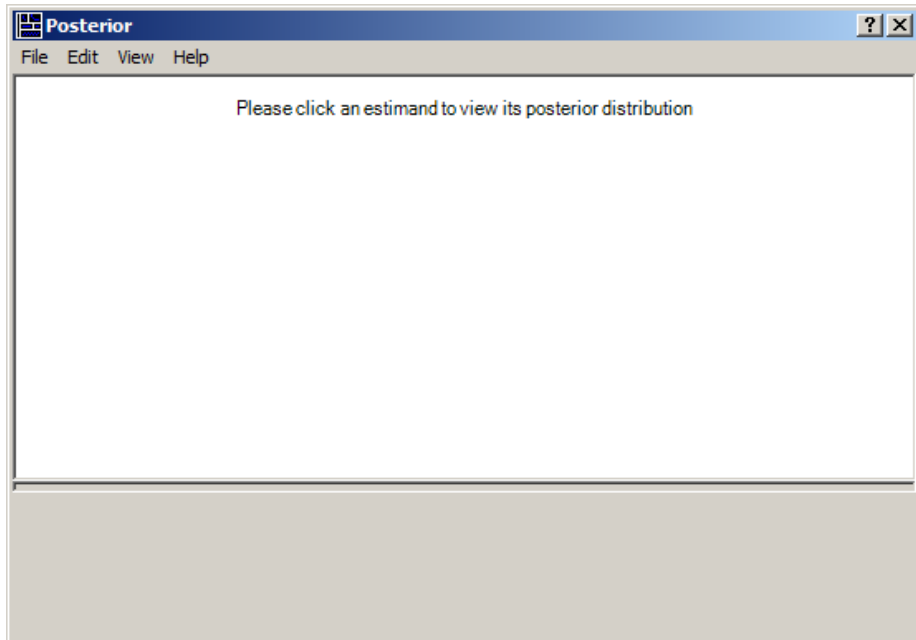 Posterior
File Edit View Help
Please click an estimand to view its posterior distribution